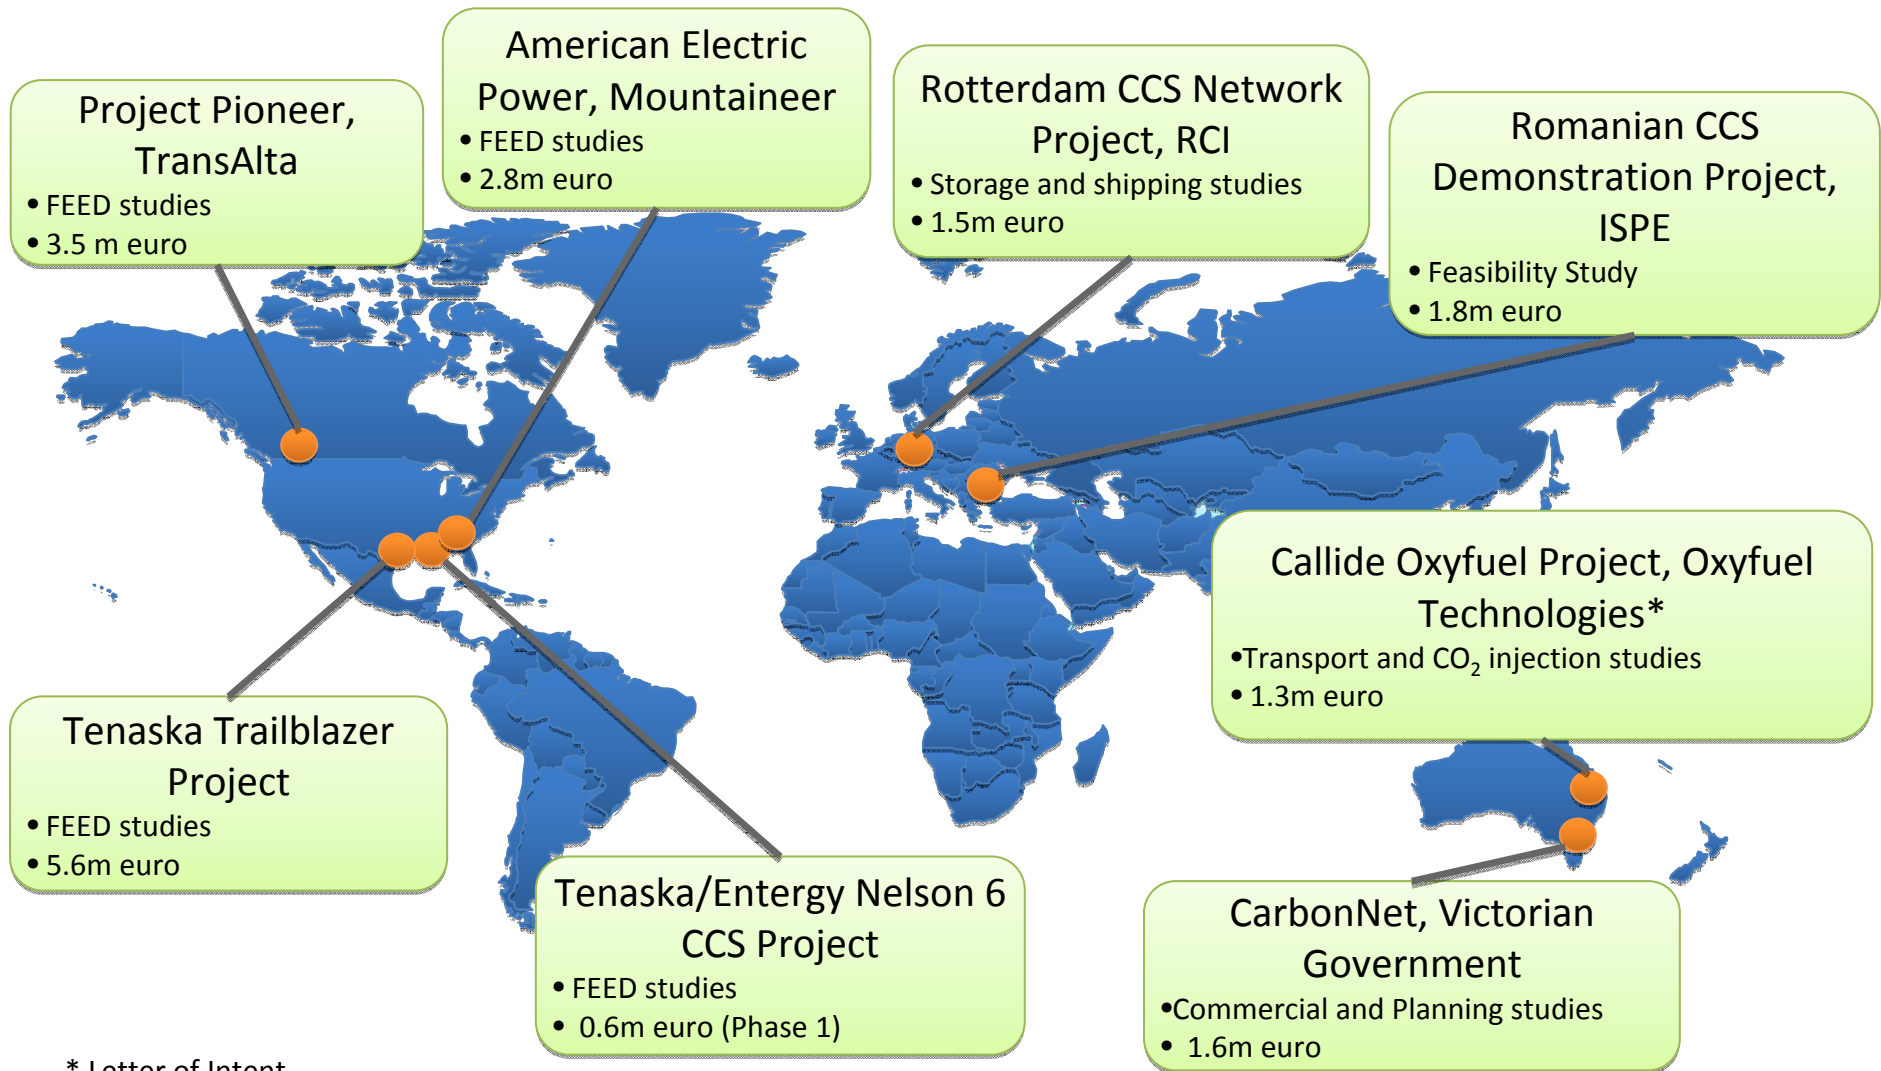 Project Pioneer,
TransAlta
• FEED studies
• 3.5 m euro
American Electric
Power, Mountaineer
• FEED studies
• 2.8m euro
Rotterdam CCS Network
Project, RCI
• Storage and shipping studies
• 1.5m euro
Romanian CCS
Demonstration Project,
ISPE
• Feasibility Study
• 1.8m euro
Callide Oxyfuel Project, Oxyfuel
Technologies*
•Transport and CO₂ injection studies
• 1.3m euro
Tenaska Trailblazer
Project
• FEED studies
• 5.6m euro
Tenaska/Entergy Nelson 6
CCS Project
• FEED studies
• 0.6m euro (Phase 1)
CarbonNet, Victorian
Government
•Commercial and Planning studies
• 1.6m euro
* Letter of Intent